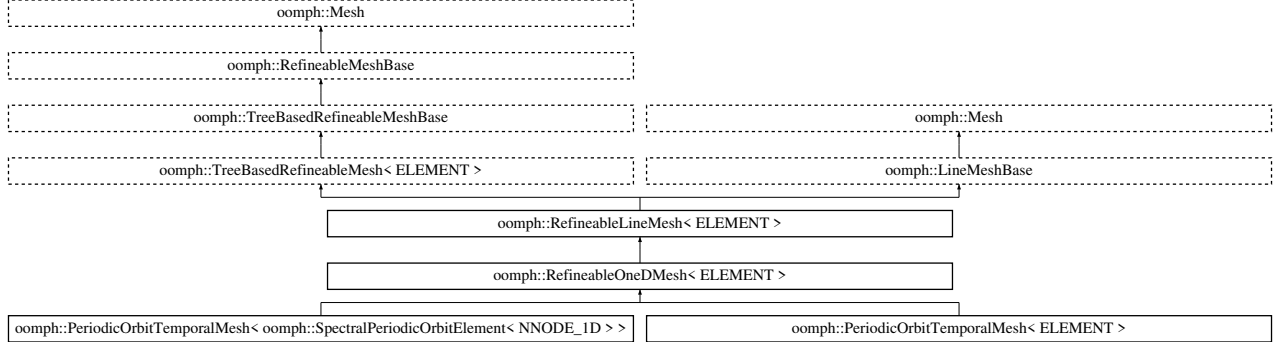 oomph::Mesh
oomph::RefineableMeshBase
oomph::TreeBasedRefineableMeshBase
oomph::Mesh
oomph::TreeBasedRefineableMesh< ELEMENT >
oomph::LineMeshBase
oomph::RefineableLineMesh< ELEMENT >
oomph::RefineableOneDMesh< ELEMENT >
oomph::PeriodicOrbitTemporalMesh< oomph::SpectralPeriodicOrbitElement< NNODE_1D > >
oomph::PeriodicOrbitTemporalMesh< ELEMENT >